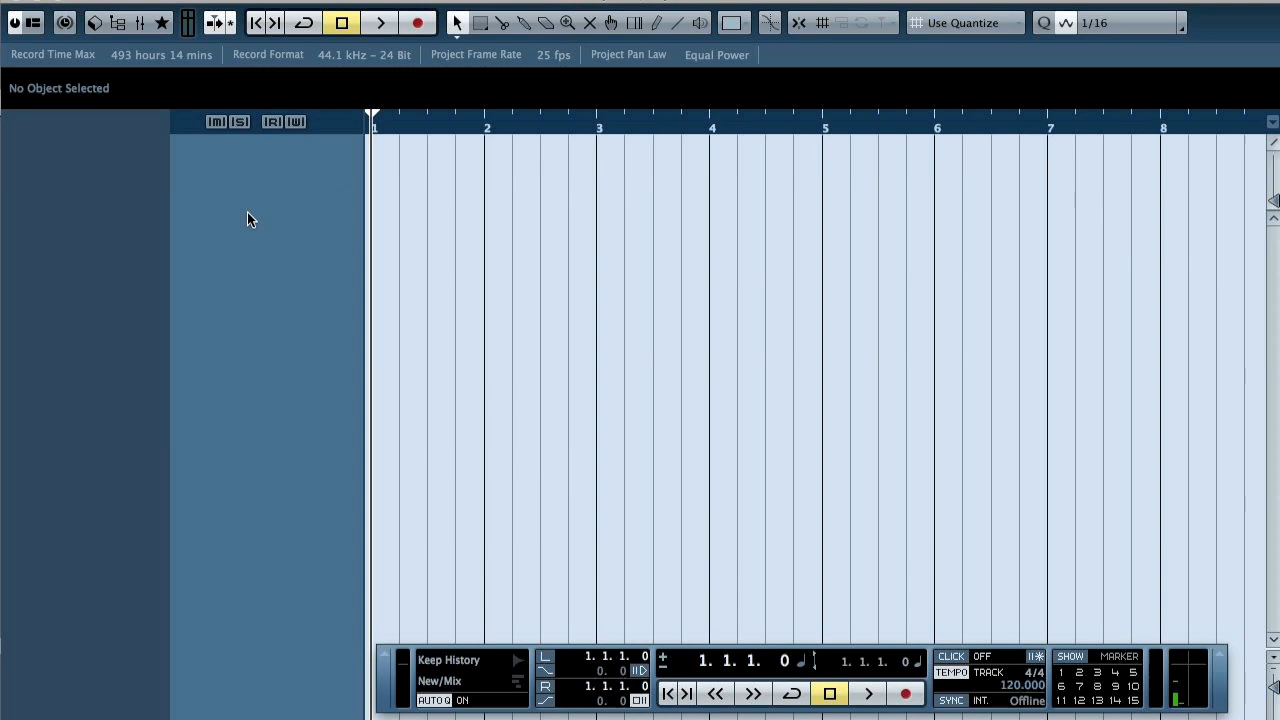 Use Quantize
Q 1/16
Record Time Max 493 hours 14 mins Record Format 44.1 kHz - 24 Bit Project Frame Rate 25 fps Project Pan Law Equal Power
No Object Selected
M S R W
1 2 3 4 5 6 7 8
Keep History
New/Mix
AUTO Q ON
L 1. 1. 1. 0
0. 0
R 1. 1. 1. 0
0. 0
1. 1. 1. 0 1. 1. 1. 0
CLICK OFF
TEMPO TRACK 4/4
120.000
SYNC INT. Offline
SHOW MARKER
1 2 3 4 5
6 7 8 9 10
11 12 13 14 15